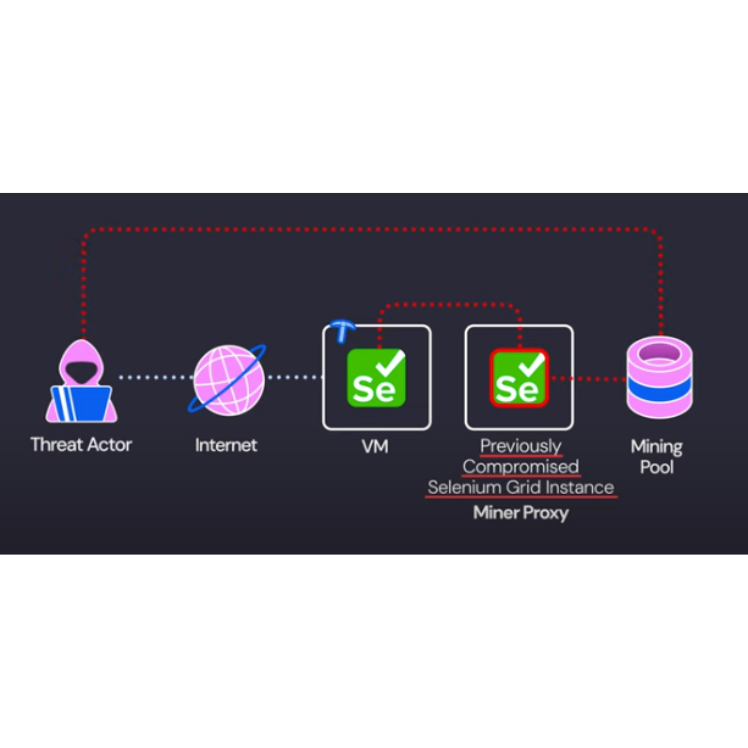 Se
Se
Threat Actor
Internet
VM
Previously
Compromised
Selenium Grid Instance
Miner Proxy
Mining
Pool